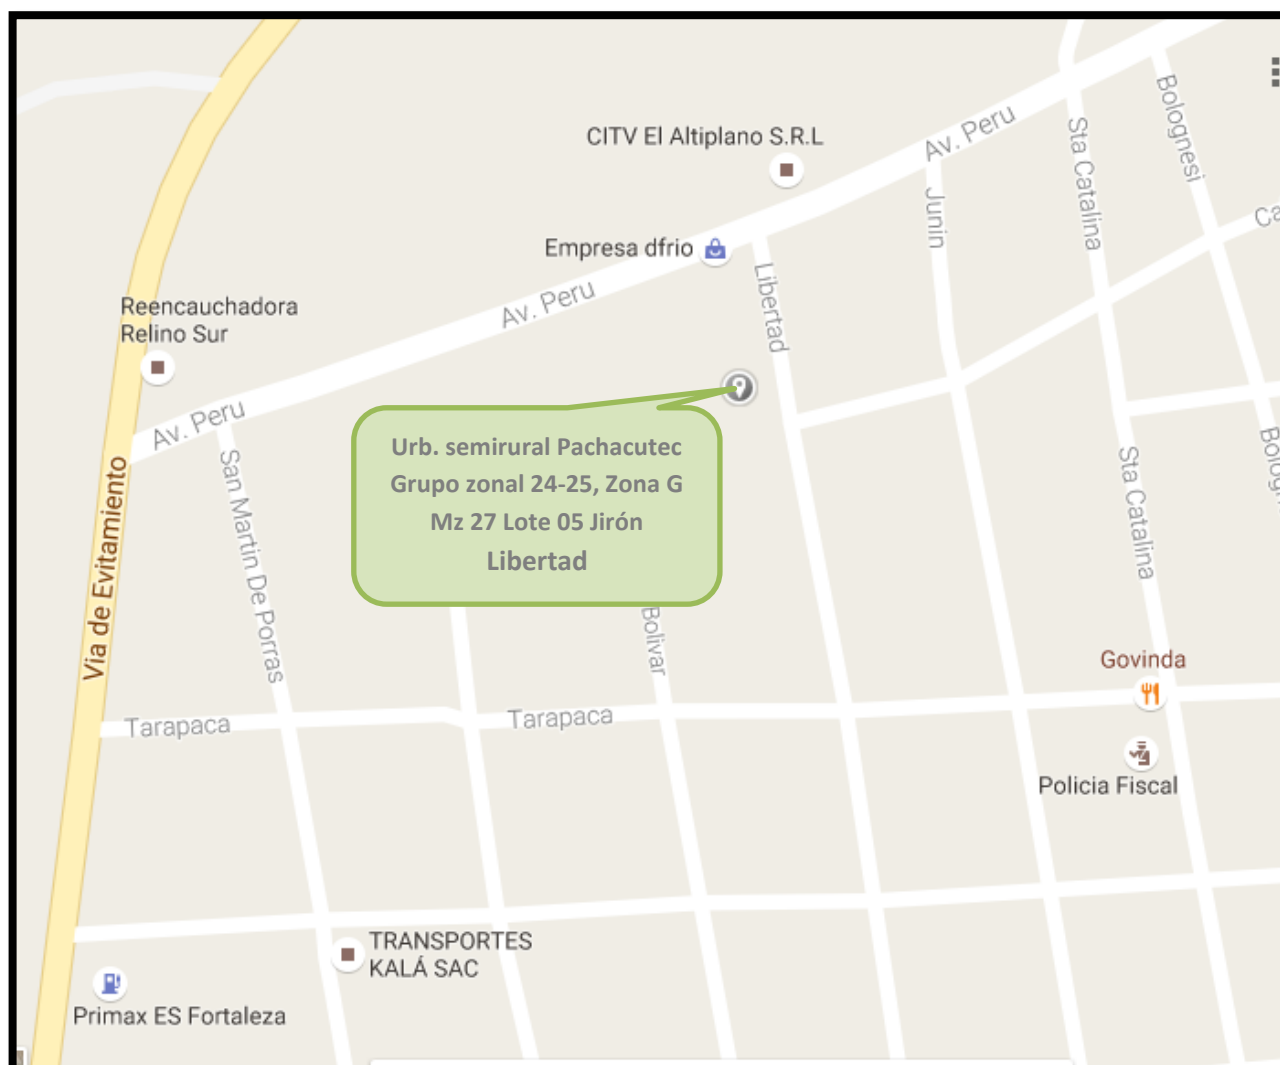 CITV El Altiplano S.R.L
Av. Peru
Bolognesi
Sta Catalina
Junin
Ca
Empresa dfrio
Libertad
Av. Peru
Reencauchadora
Relino Sur
Av. Peru
Urb. semirural Pachacutec
Grupo zonal 24-25, Zona G
Mz 27 Lote 05 Jirón
Libertad
San Martin De Porras
Via de Evitamiento
Sta Catalina
Bologn
Bolivar
Govinda
Tarapaca
Tarapaca
Policia Fiscal
TRANSPORTES
KALÁ SAC
Primax ES Fortaleza